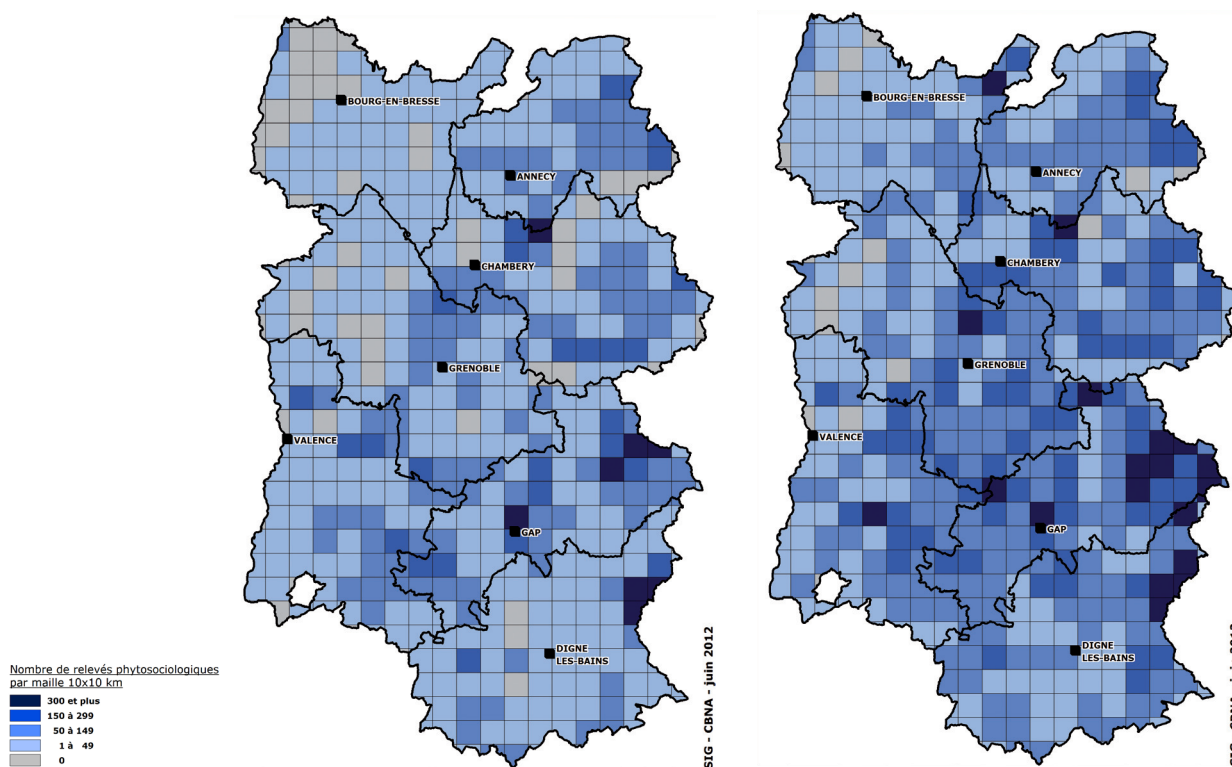 BOURG-EN-BRESSE
ANNECY
CHAMBERY
GRENOBLE
VALENCE
GAP
DIGNE
LES-BAINS
SIG - CBNA - juin 2012
BOURG-EN-BRESSE
ANNECY
CHAMBERY
GRENOBLE
VALENCE
GAP
DIGNE
LES-BAINS
Nombre de relevés phytosociologiques
par maille 10x10 km
300 et plus
150 à 299
50 à 149
1 à 49
0